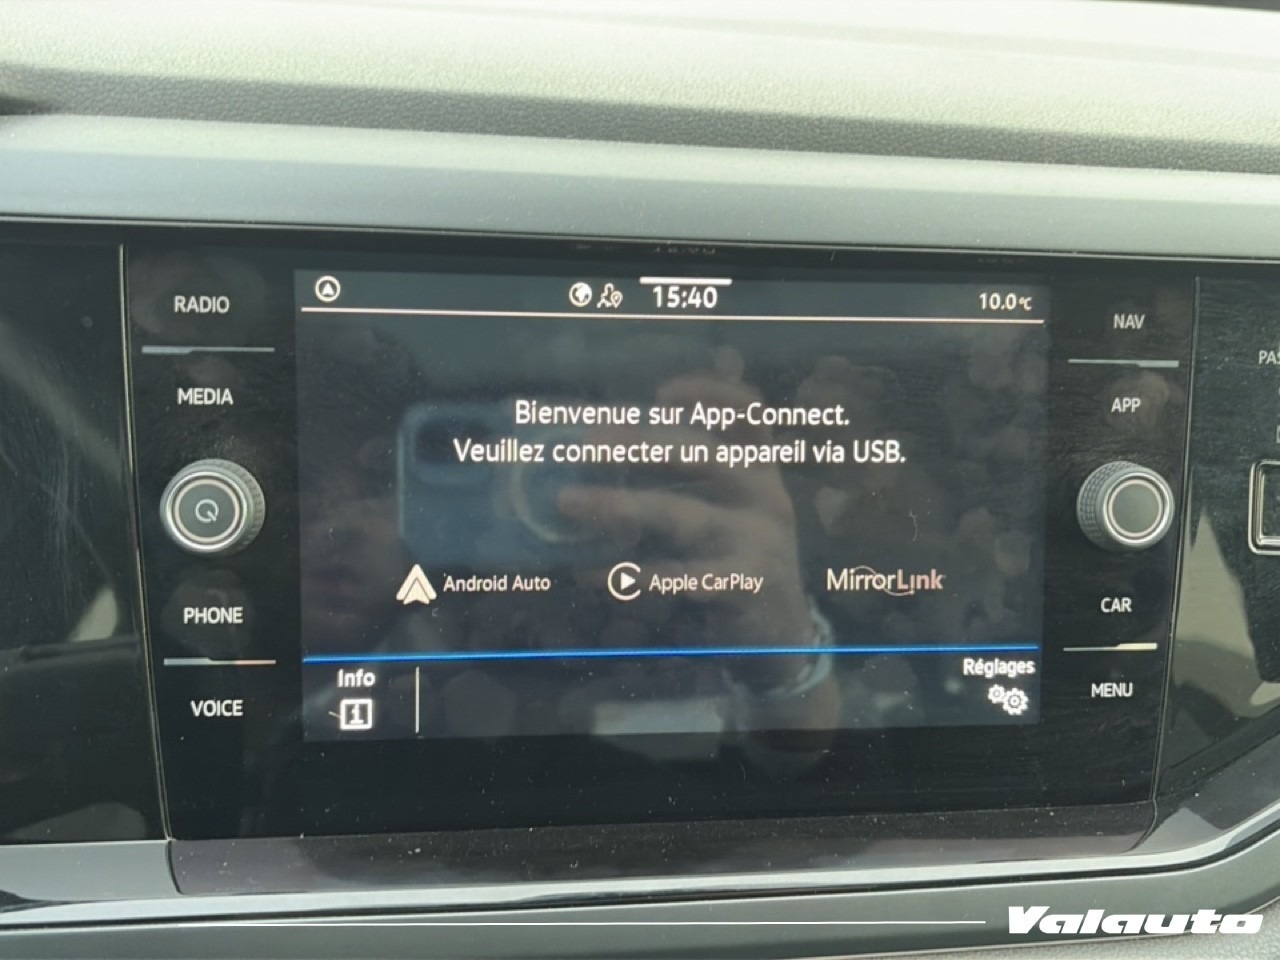 RADIO
MEDIA
PHONE
VOICE
15:40
10.0°C
Bienvenue sur App-Connect.
Veuillez connecter un appareil via USB.
Android Auto
Apple CarPlay
MirrorLink
Info
i
Réglages
NAV
APP
CAR
MENU
PAS
Valauto